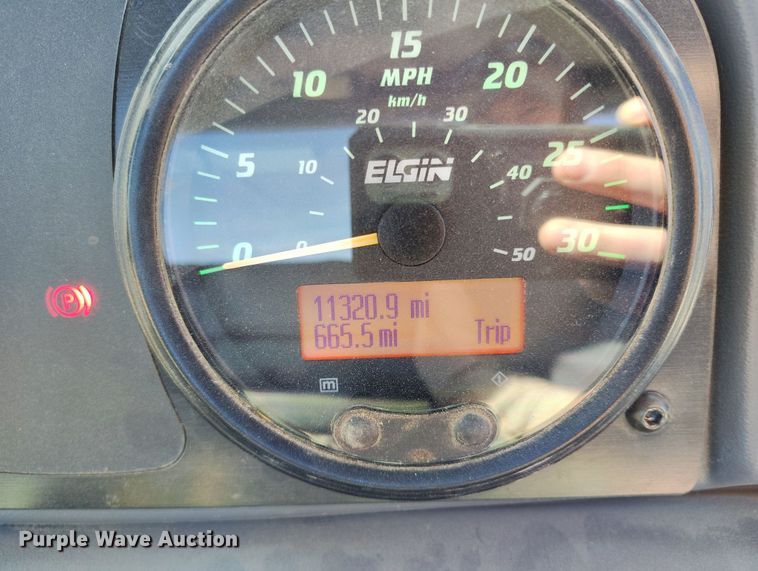 15
10 MPH 20
km/h
20 30
5 10 ELGIN 40 25
0 0 50 30
11320.9 mi
665.5 mi Trip
P
m
Purple Wave Auction